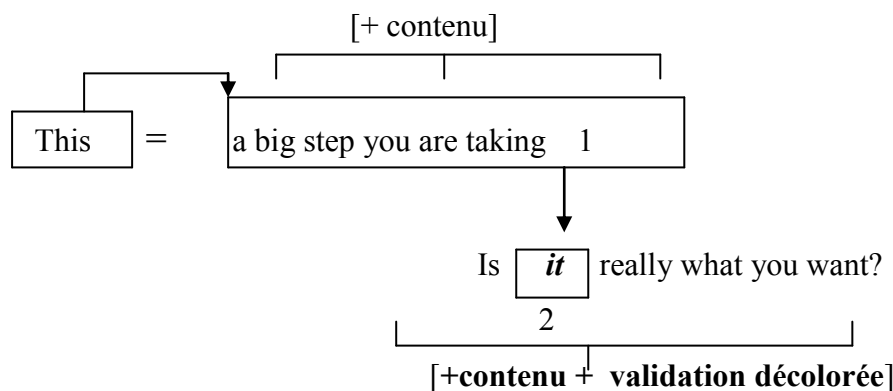 [+ contenu]
This = a big step you are taking 1
Is it really what you want?
2
[+contenu + validation décolorée]